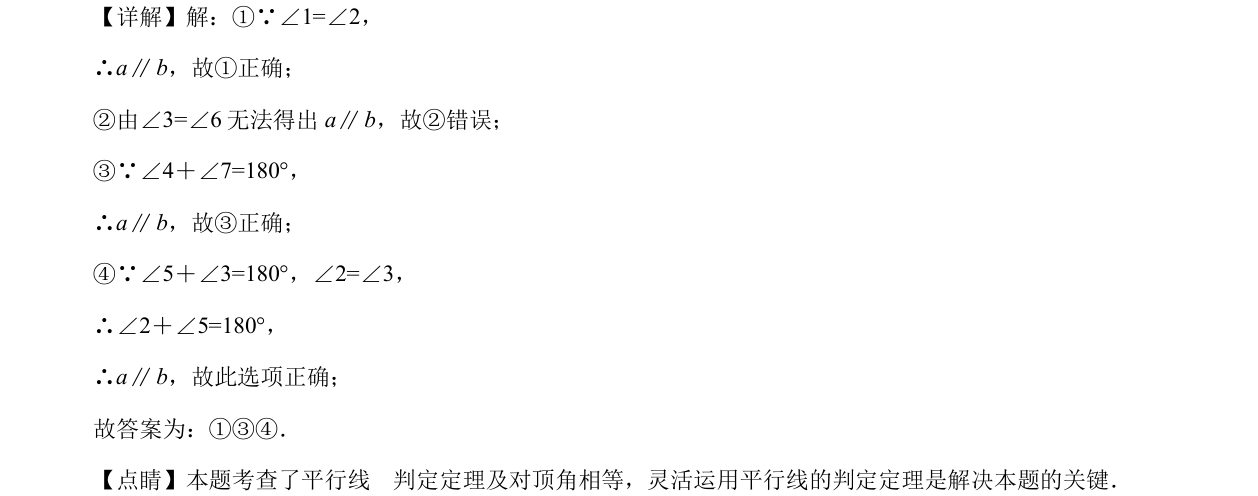 【详解】解：①∵∠1=∠2，
∴a∥b，故①正确；
②由∠3=∠6无法得出a∥b，故②错误；
③∵∠4＋∠7=180°，
∴a∥b，故③正确；
④∵∠5＋∠3=180°，∠2=∠3，
∴∠2＋∠5=180°，
∴a∥b，故此选项正确；
故答案为：①③④．
【点睛】本题考查了平行线　判定定理及对顶角相等，灵活运用平行线的判定定理是解决本题的关键．